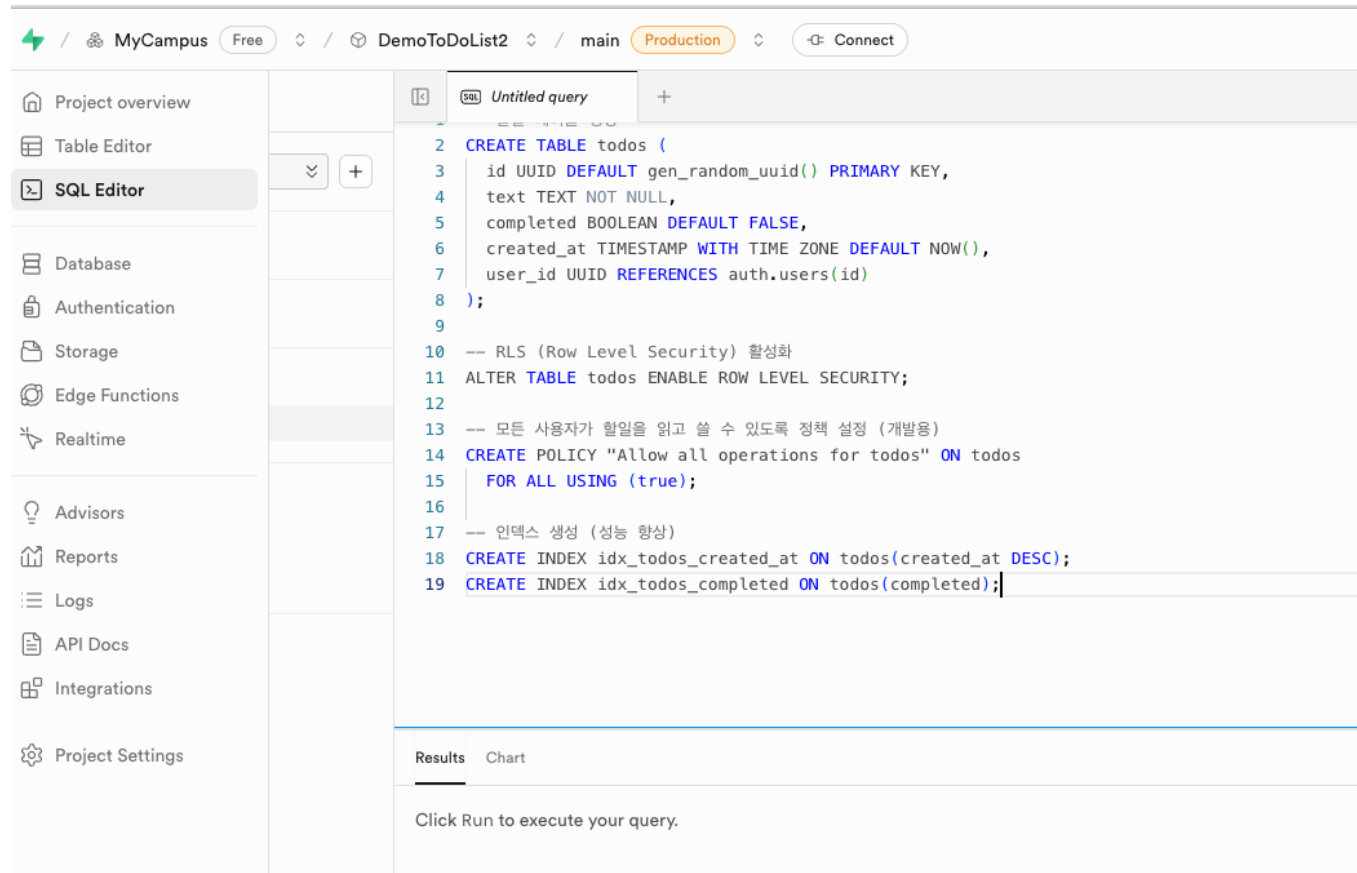 / MyCampus Free / DemoToDoList2 / main Production Connect
Project overview
Table Editor
SQL Editor
Database
Authentication
Storage
Edge Functions
Realtime
Advisors
Reports
Logs
API Docs
Integrations
Project Settings
SQL Untitled query +
2 CREATE TABLE todos (
3 id UUID DEFAULT gen_random_uuid() PRIMARY KEY,
4 text TEXT NOT NULL,
5 completed BOOLEAN DEFAULT FALSE,
6 created_at TIMESTAMP WITH TIME ZONE DEFAULT NOW(),
7 user_id UUID REFERENCES auth.users(id)
8 );
9
10 -- RLS (Row Level Security) 활성화
11 ALTER TABLE todos ENABLE ROW LEVEL SECURITY;
12
13 -- 모든 사용자가 할일을 읽고 쓸 수 있도록 정책 설정 (개발용)
14 CREATE POLICY "Allow all operations for todos" ON todos
15 FOR ALL USING (true);
16
17 -- 인덱스 생성 (성능 향상)
18 CREATE INDEX idx_todos_created_at ON todos(created_at DESC);
19 CREATE INDEX idx_todos_completed ON todos(completed);
Results Chart
Click Run to execute your query.